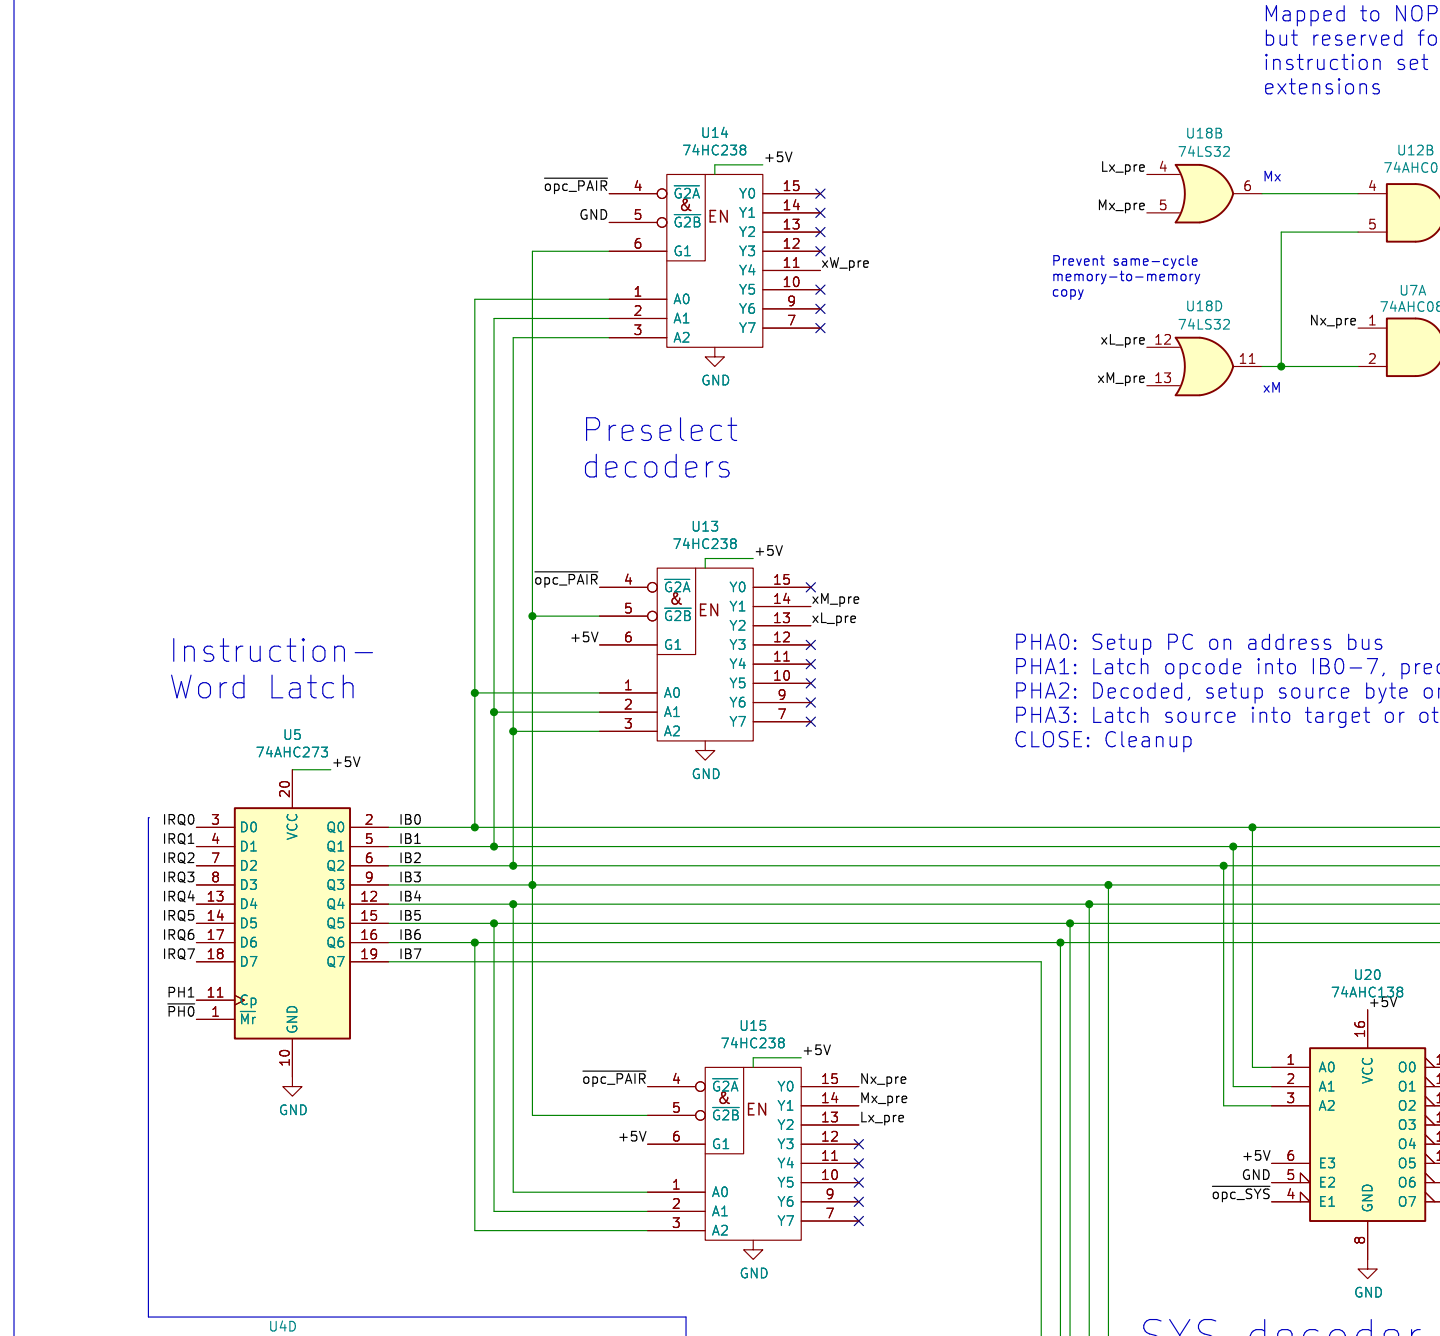 Mapped to NOP
but reserved fo
instruction set
extensions
U14
74HC238
+5V
opc_PAIR 4 G2A
GND 5 G2B
6 G1
& EN
1 A0
2 A1
3 A2
Y0 15
Y1 14
Y2 13
Y3 12
Y4 11 xW_pre
Y5 10
Y6 9
Y7 7
GND
U18B
74LS32
Lx_pre 4
Mx_pre 5
6 Mx
U12B
74AHC0
4
5
Prevent same-cycle
memory-to-memory
copy
U18D
74LS32
xL_pre 12
xM_pre 13
11
xM
U7A
74AHC08
Nx_pre 1
2
Preselect
decoders
U13
74HC238
+5V
opc_PAIR 4 G2A
5 G2B
+5V 6 G1
& EN
1 A0
2 A1
3 A2
Y0 15
Y1 14 xM_pre
Y2 13 xL_pre
Y3 12
Y4 11
Y5 10
Y6 9
Y7 7
GND
Instruction-
Word Latch
PHA0: Setup PC on address bus
PHA1: Latch opcode into IB0-7, prec
PHA2: Decoded, setup source byte or
PHA3: Latch source into target or ot
CLOSE: Cleanup
U5
74AHC273
+5V
20
VCC
IRQ0 3 D0 Q0 2 IB0
IRQ1 4 D1 Q1 5 IB1
IRQ2 7 D2 Q2 6 IB2
IRQ3 8 D3 Q3 9 IB3
IRQ4 13 D4 Q4 12 IB4
IRQ5 14 D5 Q5 15 IB5
IRQ6 17 D6 Q6 16 IB6
IRQ7 18 D7 Q7 19 IB7
PH1 11 Cp
PH0 1 Mr
GND
10
GND
U15
74HC238
+5V
opc_PAIR 4 G2A
5 G2B
+5V 6 G1
& EN
1 A0
2 A1
3 A2
Y0 15 Nx_pre
Y1 14 Mx_pre
Y2 13 Lx_pre
Y3 12
Y4 11
Y5 10
Y6 9
Y7 7
GND
U20
74AHC138
+5V
16
VCC
1 A0 O0
2 A1 O1
3 A2 O2
O3
O4
+5V 6 E3 O5
GND 5 E2 O6
opc_SYS 4 E1 O7
GND
8
GND
U4D
SYS decoder